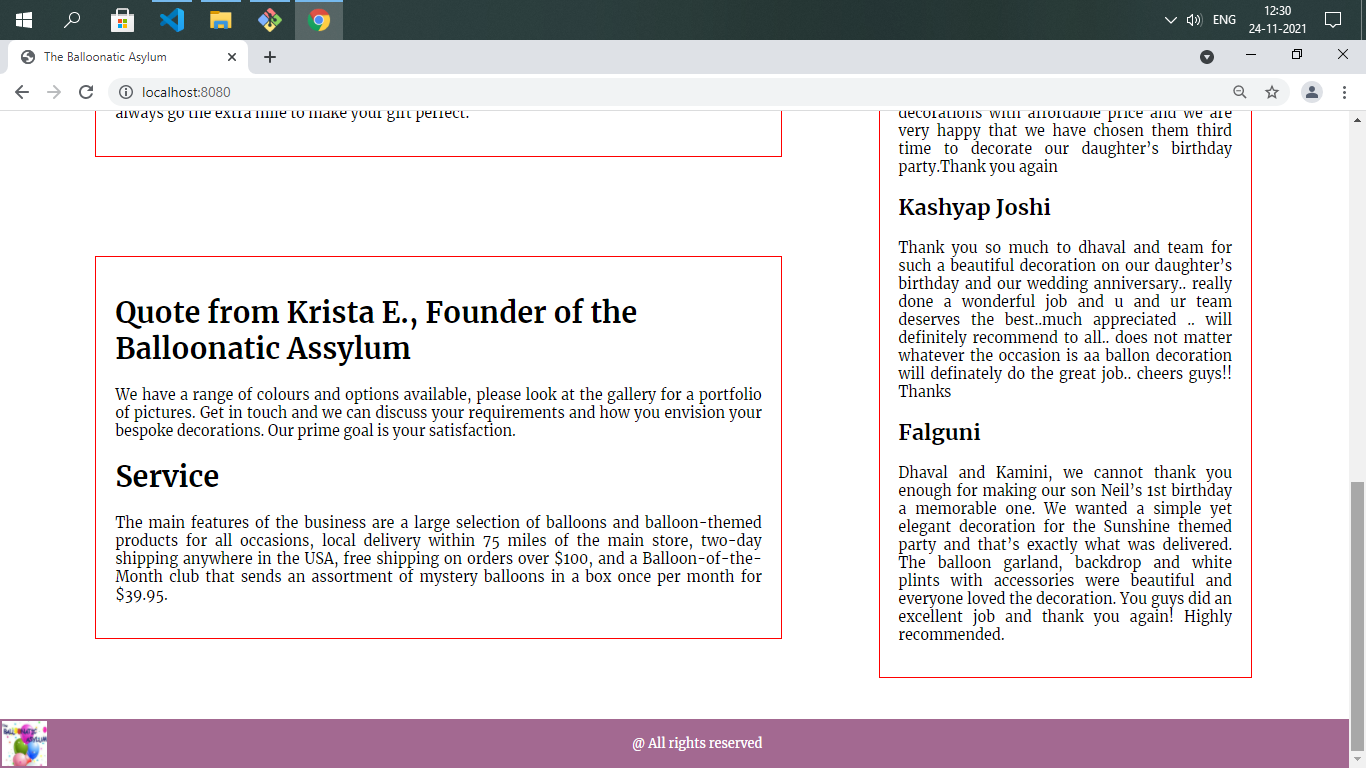 ENG
12:30
24-11-2021
The Balloonatic Asylum
localhost:8080
always go the extra mile to make your gift perfect.
Quote from Krista E., Founder of the
Balloonatic Assylum
We have a range of colours and options available, please look at the gallery for a portfolio
of pictures. Get in touch and we can discuss your requirements and how you envision your
bespoke decorations. Our prime goal is your satisfaction.
Service
The main features of the business are a large selection of balloons and balloon-themed
products for all occasions, local delivery within 75 miles of the main store, two-day
shipping anywhere in the USA, free shipping on orders over $100, and a Balloon-of-the-
Month club that sends an assortment of mystery balloons in a box once per month for
$39.95.
decorations with affordable price and we are
very happy that we have chosen them third
time to decorate our daughter’s birthday
party.Thank you again
Kashyap Joshi
Thank you so much to dhaval and team for
such a beautiful decoration on our daughter’s
birthday and our wedding anniversary.. really
done a wonderful job and u and ur team
deserves the best..much appreciated .. will
definitely recommend to all.. does not matter
whatever the occasion is aa ballon decoration
will definately do the great job.. cheers guys!!
Thanks
Falguni
Dhaval and Kamini, we cannot thank you
enough for making our son Neil’s 1st birthday
a memorable one. We wanted a simple yet
elegant decoration for the Sunshine themed
party and that’s exactly what was delivered.
The balloon garland, backdrop and white
plints with accessories were beautiful and
everyone loved the decoration. You guys did an
excellent job and thank you again! Highly
recommended.
@ All rights reserved